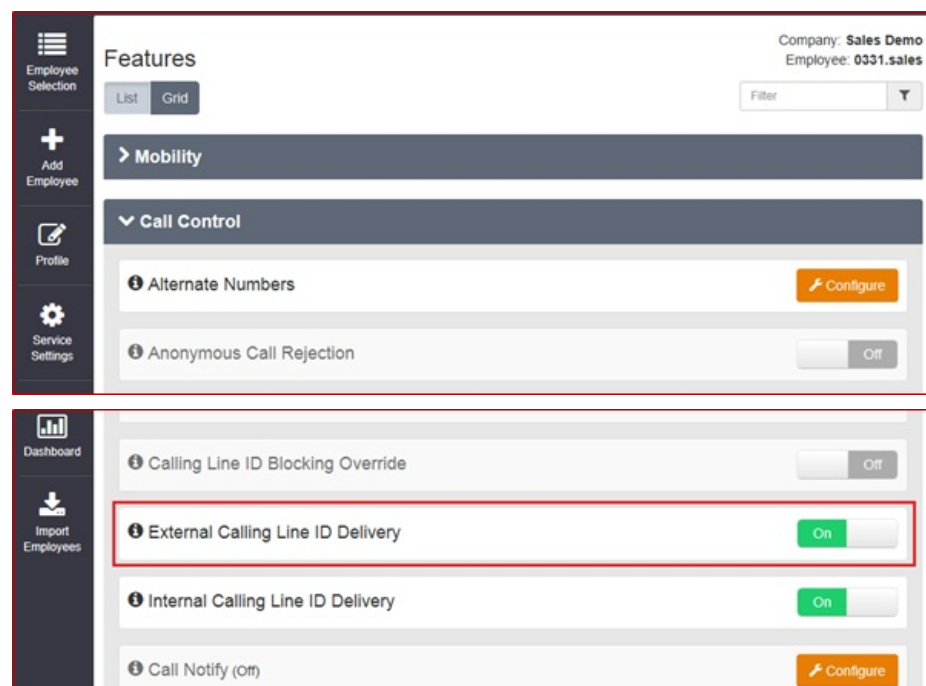 Employee
Selection
Add
Employee
Profile
Service
Settings
Features
Company: Sales Demo
Employee: 0331.sales
List
Grid
Filter
Mobility
Call Control
Alternate Numbers
Configure
Anonymous Call Rejection
Off
Dashboard
Import
Employees
Calling Line ID Blocking Override
Off
External Calling Line ID Delivery
On
Internal Calling Line ID Delivery
On
Call Notify (Off)
Configure